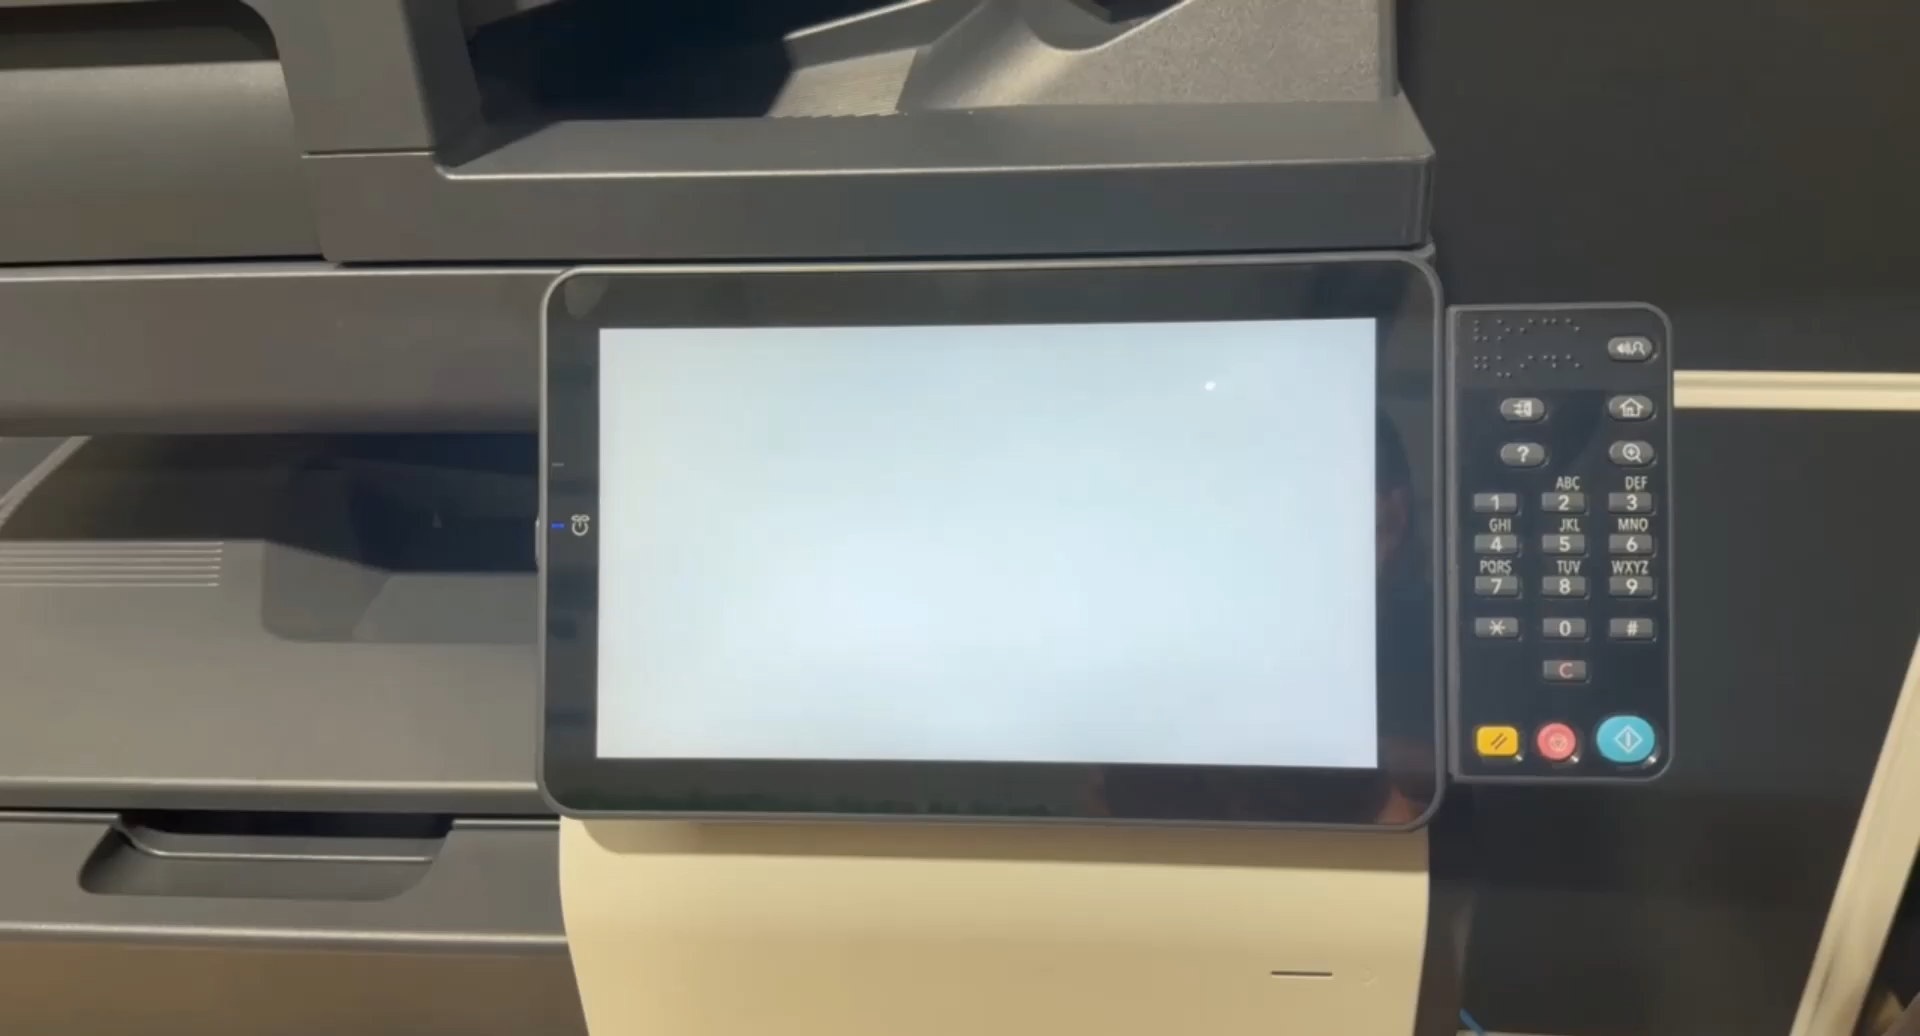 ?
ABC DEF
1 2 3
GHI JKL MNO
4 5 6
PQRS TUV WXYZ
7 8 9
* 0 #
C